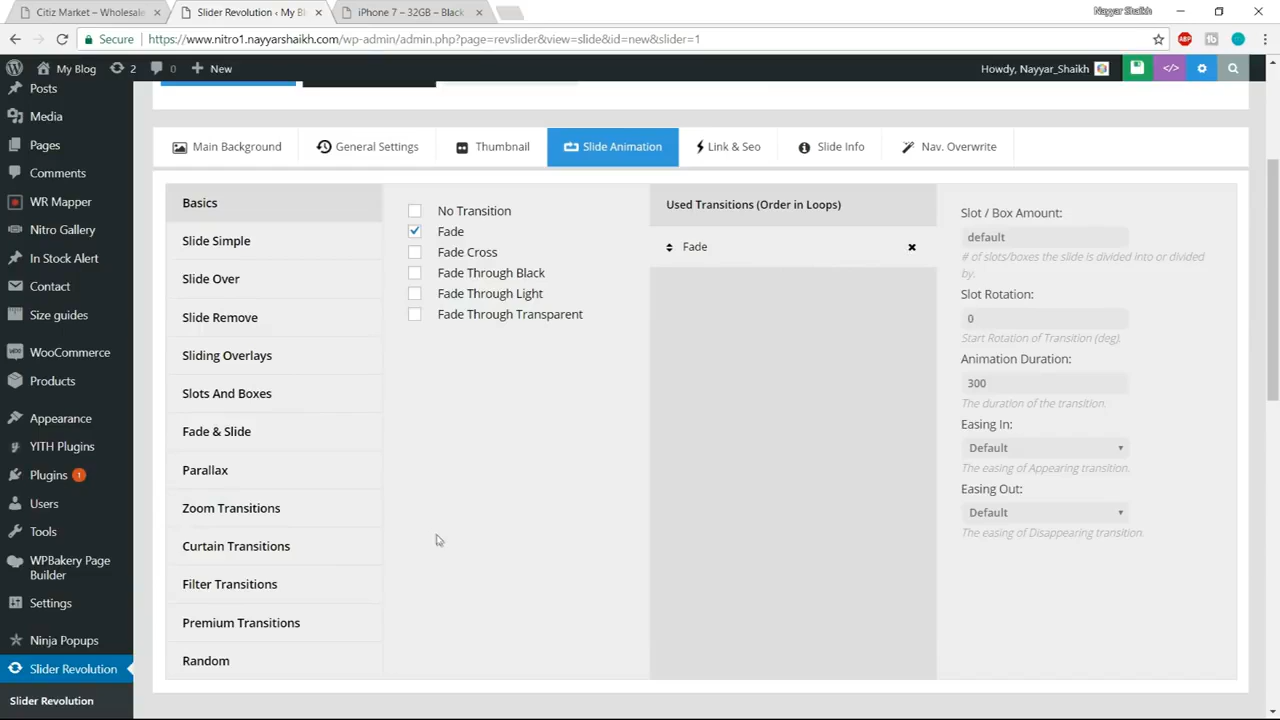 Citiz Market – Wholesale
Slider Revolution ‹ My Bl
iPhone 7 – 32GB – Black
Nayyar Shaikh
Secure
https://www.nitro1.nayyarshaikh.com/wp-admin/admin.php?page=revslider&view=slide&id=new&slider=1
ABP
tb
My Blog
2
0
New
Howdy, Nayyar_Shaikh
Posts
Media
Pages
Comments
WR Mapper
Nitro Gallery
In Stock Alert
Contact
Size guides
WooCommerce
Products
Appearance
YITH Plugins
Plugins 1
Users
Tools
WPBakery Page
Builder
Settings
Ninja Popups
Slider Revolution
Slider Revolution
Main Background
General Settings
Thumbnail
Slide Animation
Link & Seo
Slide Info
Nav. Overwrite
Basics
Slide Simple
Slide Over
Slide Remove
Sliding Overlays
Slots And Boxes
Fade & Slide
Parallax
Zoom Transitions
Curtain Transitions
Filter Transitions
Premium Transitions
Random
No Transition
Fade
Fade Cross
Fade Through Black
Fade Through Light
Fade Through Transparent
Used Transitions (Order in Loops)
Fade
Slot / Box Amount:
default
# of slots/boxes the slide is divided into or divided
by.
Slot Rotation:
0
Start Rotation of Transition (deg).
Animation Duration:
300
The duration of the transition.
Easing In:
Default
The easing of Appearing transition.
Easing Out:
Default
The easing of Disappearing transition.